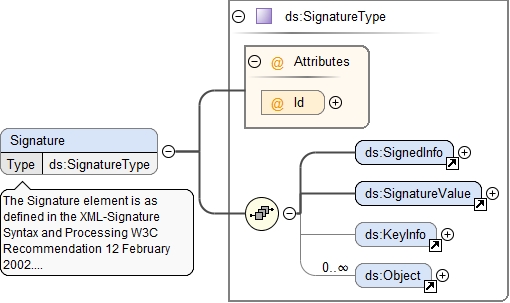 ds:SignatureType
@ Attributes
@ Id
Signature
Type ds:SignatureType
The Signature element is as
defined in the XML-Signature
Syntax and Processing W3C
Recommendation 12 February
2002....
ds:SignedInfo
ds:SignatureValue
ds:KeyInfo
0..∞
ds:Object